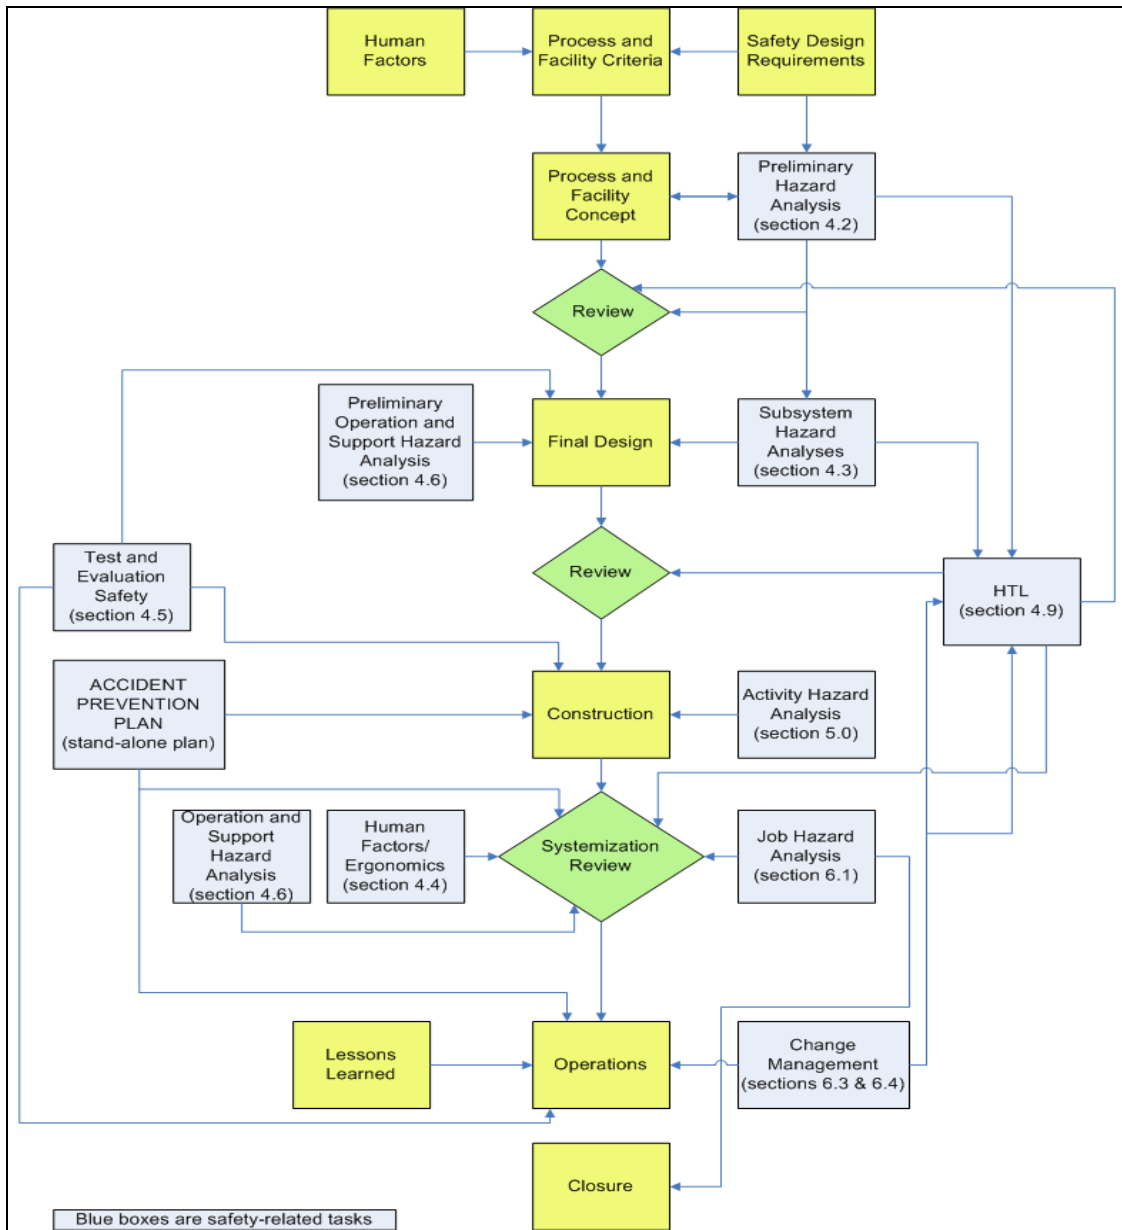 Human
Factors
Process and
Facility Criteria
Safety Design
Requirements
Process and
Facility
Concept
Preliminary
Hazard
Analysis
(section 4.2)
Review
Preliminary
Operation and
Support Hazard
Analysis
(section 4.6)
Final Design
Subsystem
Hazard
Analyses
(section 4.3)
Test and
Evaluation
Safety
(section 4.5)
Review
HTL
(section 4.9)
ACCIDENT
PREVENTION
PLAN
(stand-alone plan)
Construction
Activity Hazard
Analysis
(section 5.0)
Operation and
Support
Hazard
Analysis
(section 4.6)
Human
Factors/
Ergonomics
(section 4.4)
Systemization
Review
Job Hazard
Analysis
(section 6.1)
Lessons
Learned
Operations
Change
Management
(sections 6.3 & 6.4)
Closure
Blue boxes are safety-related tasks